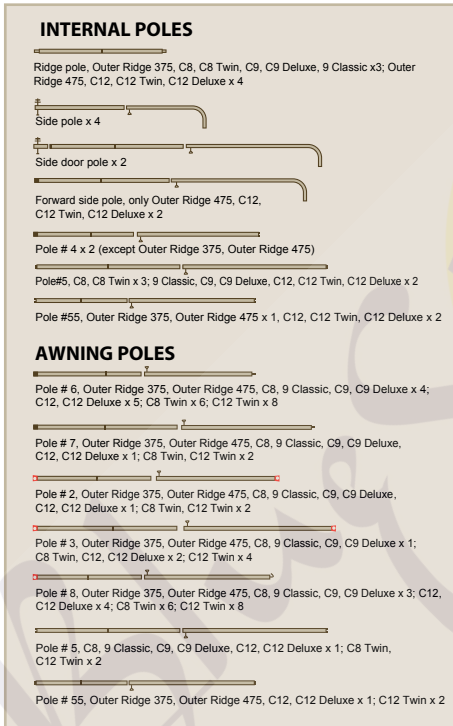 INTERNAL POLES
Ridge pole, Outer Ridge 375, C8, C8 Twin, C9, C9 Deluxe, 9 Classic x3; Outer
Ridge 475, C12, C12 Twin, C12 Deluxe x 4
Side pole x 4
Side door pole x 2
Forward side pole, only Outer Ridge 475, C12,
C12 Twin, C12 Deluxe x 2
Pole # 4 x 2 (except Outer Ridge 375, Outer Ridge 475)
Pole#5, C8, C8 Twin x 3; 9 Classic, C9, C9 Deluxe, C12, C12 Twin, C12 Deluxe x 2
Pole #55, Outer Ridge 375, Outer Ridge 475 x 1, C12, C12 Twin, C12 Deluxe x 2
AWNING POLES
Pole # 6, Outer Ridge 375, Outer Ridge 475, C8, 9 Classic, C9, C9 Deluxe x 4;
C12, C12 Deluxe x 5; C8 Twin x 6; C12 Twin x 8
Pole # 7, Outer Ridge 375, Outer Ridge 475, C8, 9 Classic, C9, C9 Deluxe,
C12, C12 Deluxe x 1; C8 Twin, C12 Twin x 2
Pole # 2, Outer Ridge 375, Outer Ridge 475, C8, 9 Classic, C9, C9 Deluxe,
C12, C12 Deluxe x 1; C8 Twin, C12 Twin x 2
Pole # 3, Outer Ridge 375, Outer Ridge 475, C8, 9 Classic, C9, C9 Deluxe x 1;
C8 Twin, C12, C12 Deluxe x 2; C12 Twin x 4
Pole # 8, Outer Ridge 375, Outer Ridge 475, C8, 9 Classic, C9, C9 Deluxe x 3; C12,
C12 Deluxe x 4; C8 Twin x 6; C12 Twin x 8
Pole # 5, C8, 9 Classic, C9, C9 Deluxe, C12, C12 Deluxe x 1; C8 Twin,
C12 Twin x 2
Pole # 55, Outer Ridge 375, Outer Ridge 475, C12, C12 Deluxe x 1; C12 Twin x 2